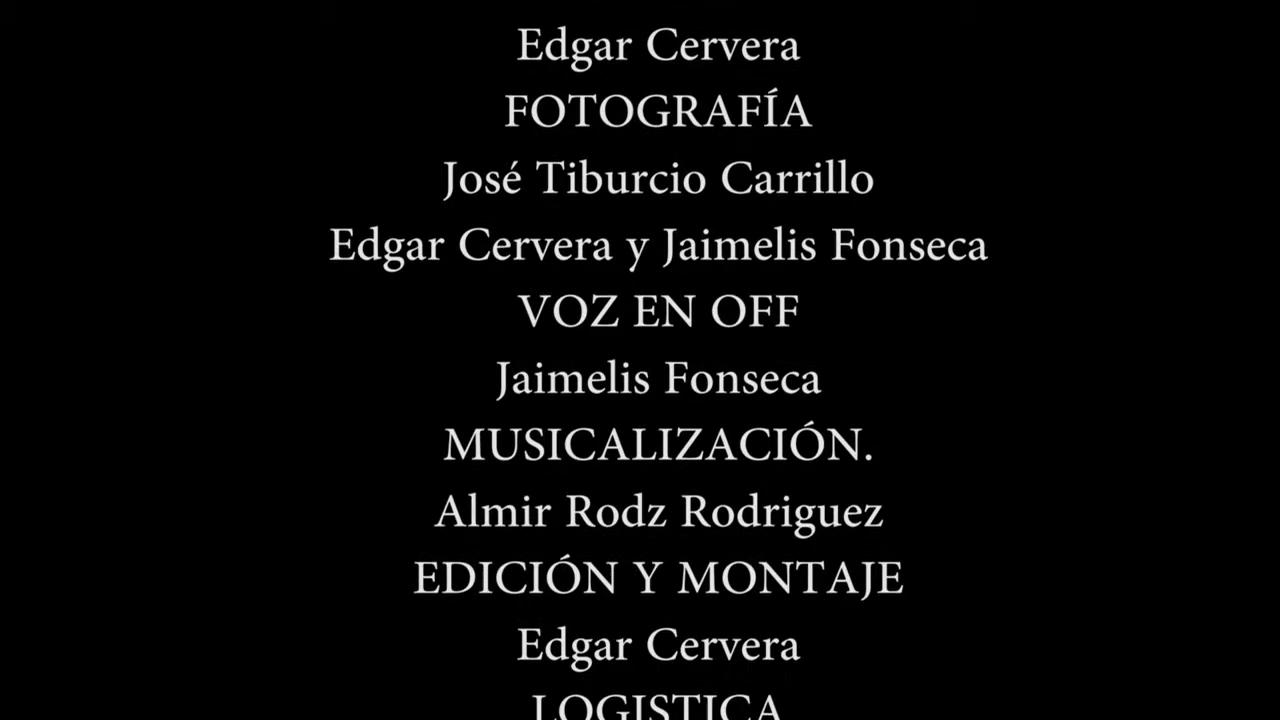 Edgar Cervera
FOTOGRAFÍA
José Tiburcio Carrillo
Edgar Cervera y Jaimelis Fonseca
VOZ EN OFF
Jaimelis Fonseca
MUSICALIZACIÓN.
Almir Rodz Rodriguez
EDICIÓN Y MONTAJE
Edgar Cervera
LOGISTICA